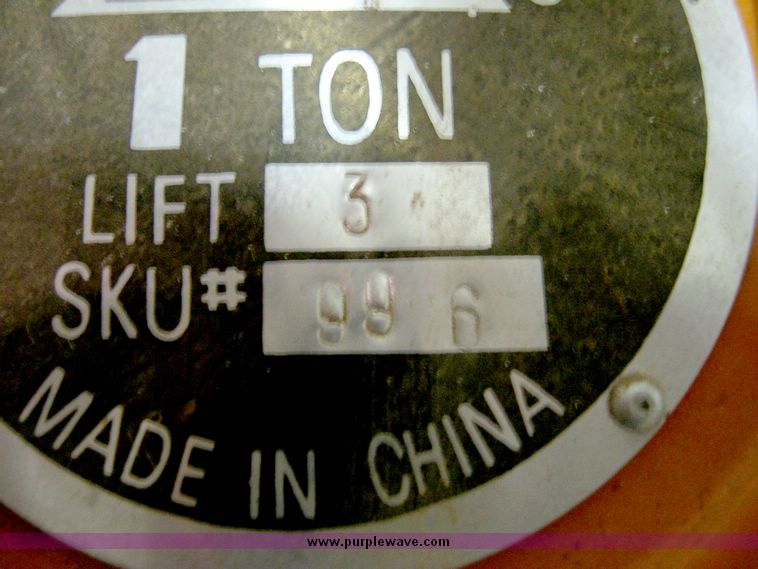 1 TON
LIFT 3
SKU# 99 6
MADE IN CHINA
www.purplewave.com